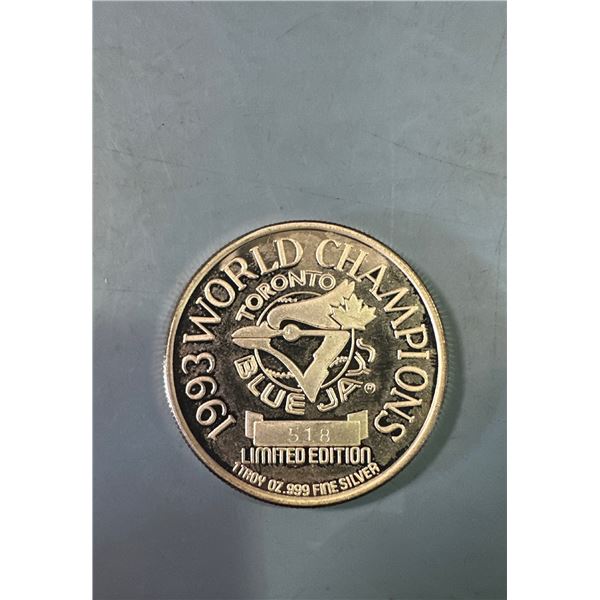 1993 WORLD CHAMPIONS
TORONTO
BLUE JAYS ®
518
LIMITED EDITION
1 TROY OZ. .999 FINE SILVER